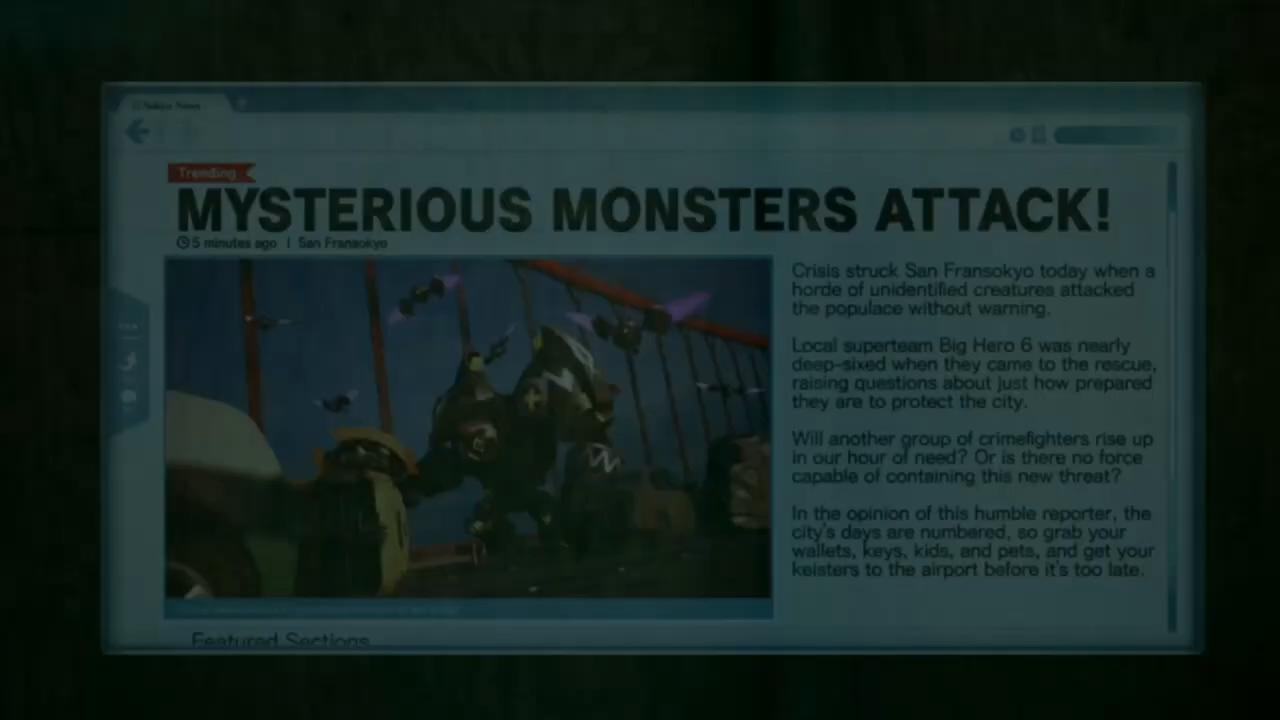 Trending
MYSTERIOUS MONSTERS ATTACK!
5 minutes ago | San Fransokyo
Crisis struck San Fransokyo today when a
horde of unidentified creatures attacked
the populace without warning.
Local superteam Big Hero 6 was nearly
deep-sixed when they came to the rescue,
raising questions about just how prepared
they are to protect the city.
Will another group of crimefighters rise up
in our hour of need? Or is there no force
capable of containing this new threat?
In the opinion of this humble reporter, the
city's days are numbered, so grab your
wallets, keys, kids, and pets, and get your
keisters to the airport before it's too late.
Featured Sections